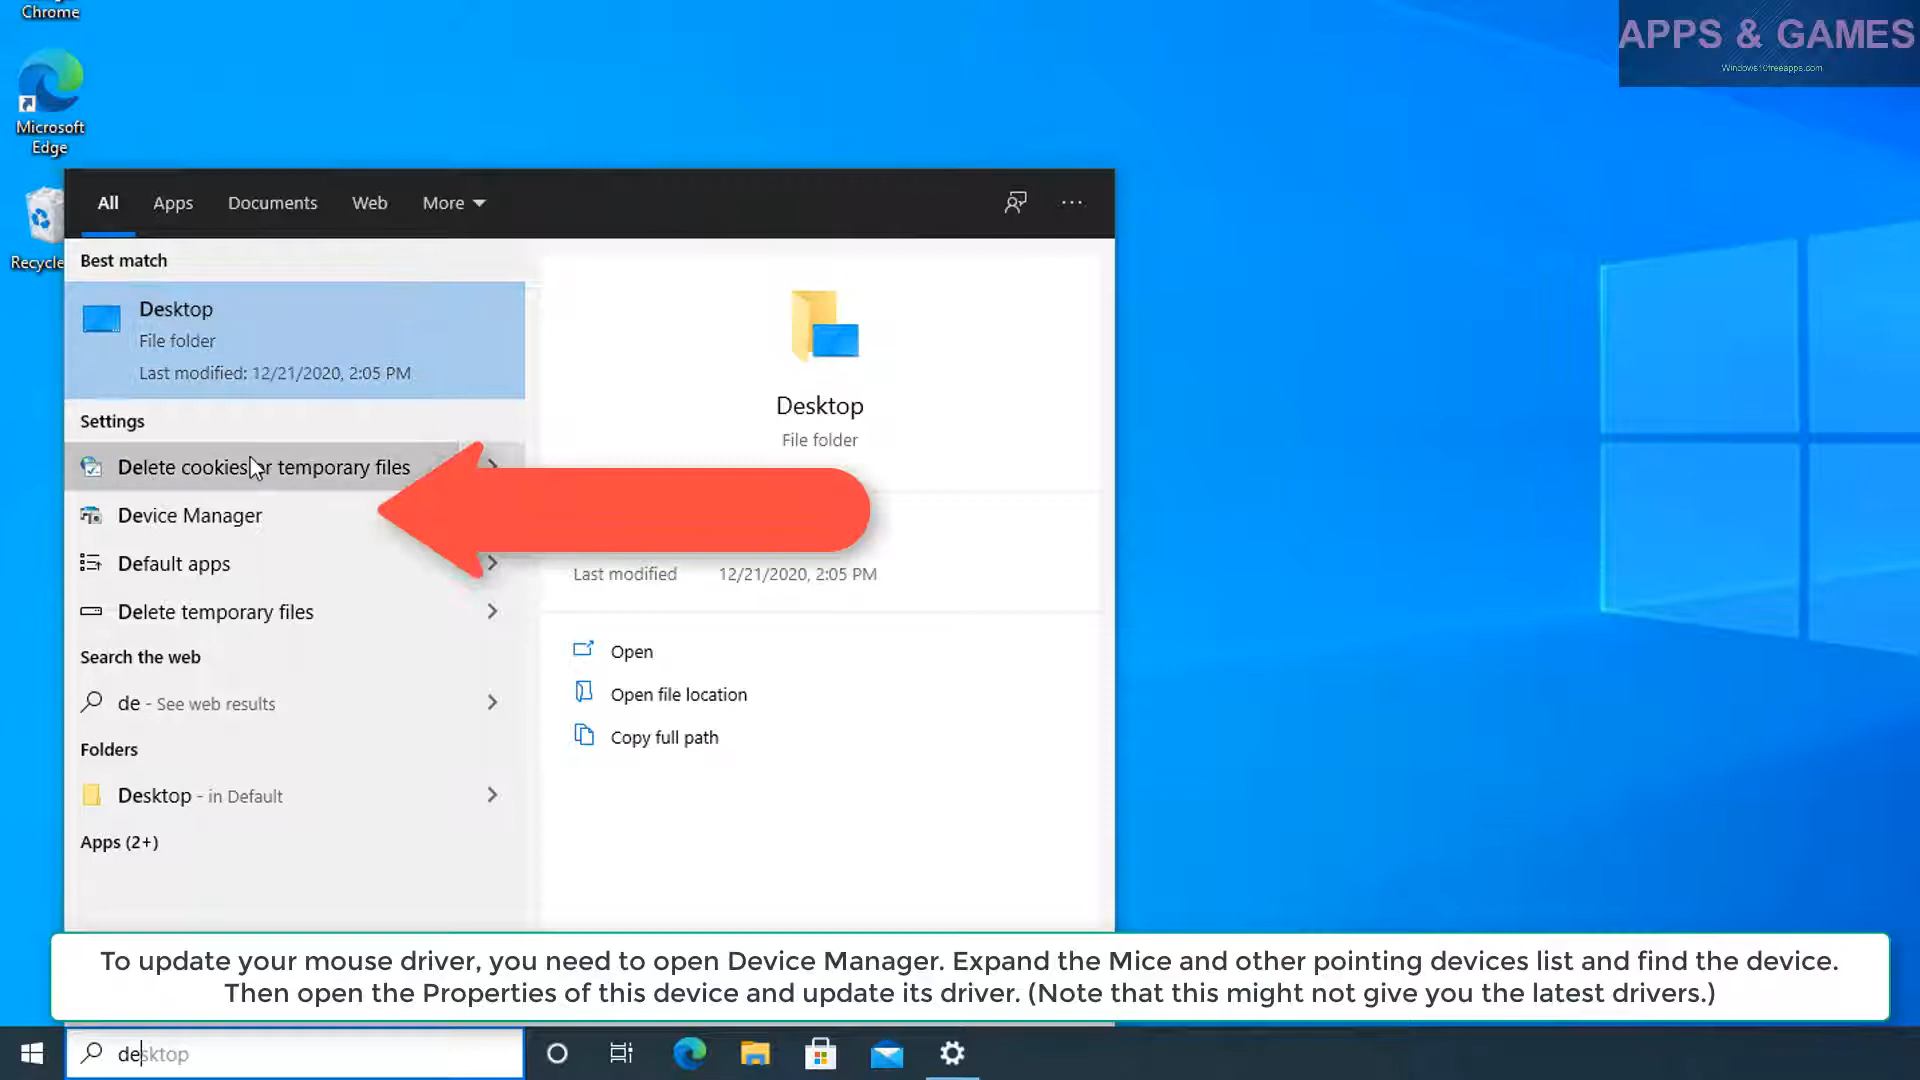 Chrome
APPS & GAMES
Windows10freeapps.com
Microsoft
Edge
Recycle
All Apps Documents Web More
Best match
Desktop
File folder
Last modified: 12/21/2020, 2:05 PM
Settings
Delete cookies or temporary files
Device Manager
Default apps
Delete temporary files
Search the web
de - See web results
Folders
Desktop - in Default
Apps (2+)
Desktop
File folder
Last modified 12/21/2020, 2:05 PM
Open
Open file location
Copy full path
To update your mouse driver, you need to open Device Manager. Expand the Mice and other pointing devices list and find the device.
Then open the Properties of this device and update its driver. (Note that this might not give you the latest drivers.)
desktop